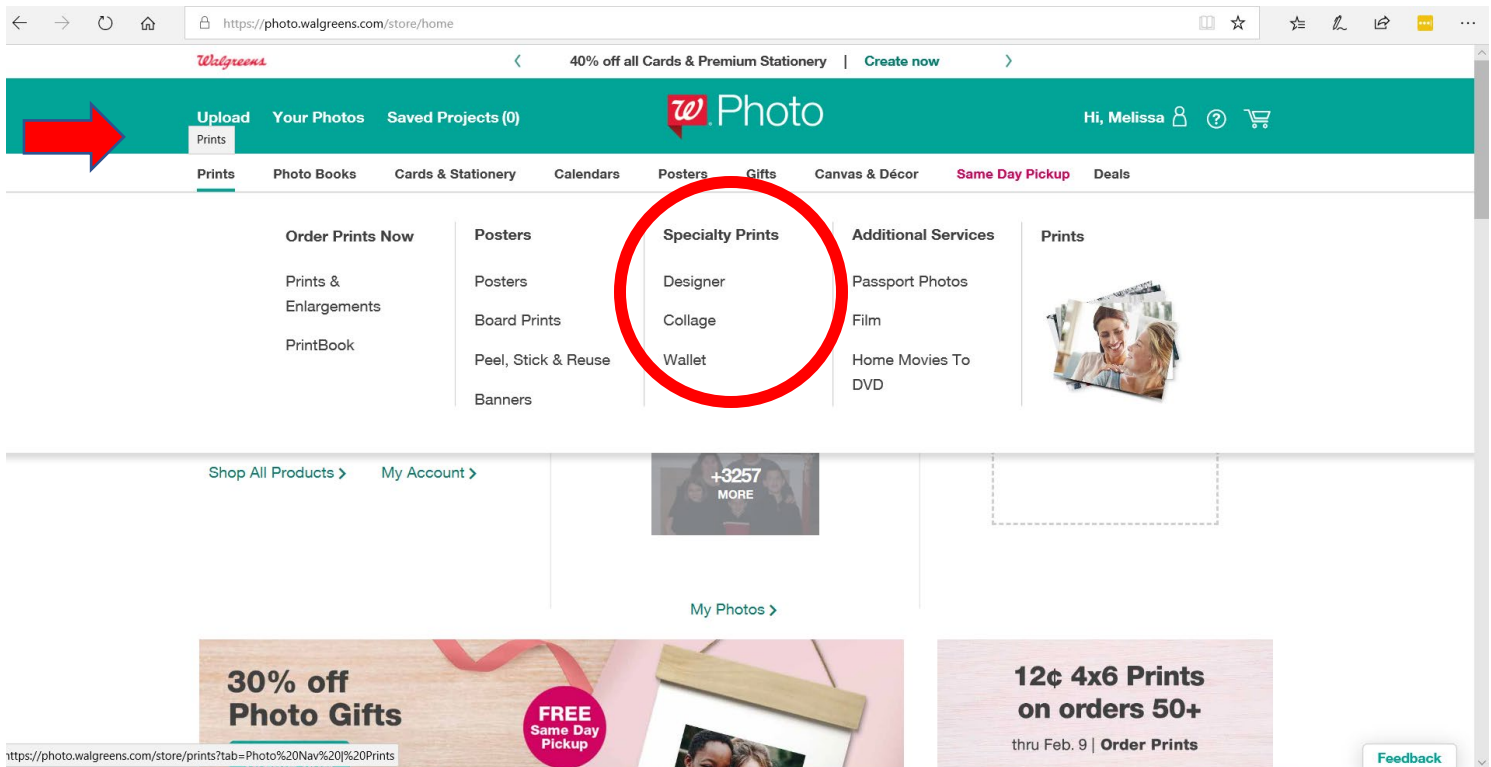 https://photo.walgreens.com/store/home
Walgreens
40% off all Cards & Premium Stationery | Create now
Upload Your Photos Saved Projects (0) W. Photo Hi, Melissa
Prints
Prints Photo Books Cards & Stationery Calendars Posters Gifts Canvas & Décor Same Day Pickup Deals
Order Prints Now
Prints &
Enlargements
PrintBook
Posters
Posters
Board Prints
Peel, Stick & Reuse
Banners
Specialty Prints
Designer
Collage
Wallet
Additional Services
Passport Photos
Film
Home Movies To
DVD
Prints
Shop All Products My Account
+3257
MORE
My Photos
30% off
Photo Gifts
FREE
Same Day
Pickup
12¢ 4x6 Prints
on orders 50+
thru Feb. 9 | Order Prints
https://photo.walgreens.com/store/prints?tab=Photo%20Nav%20|%20Prints
Feedback